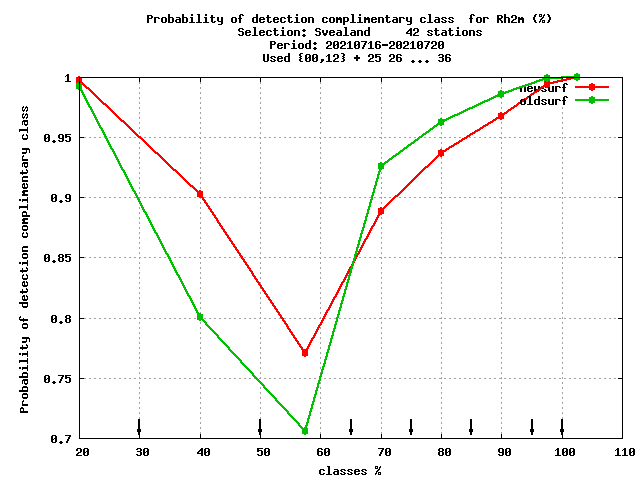 Probability of detection complimentary class  for Rh2m (%)
Selection: Svealand     42 stations
Period: 20210716-20210720
Used {00,12} + 25 26 ... 36
newsurf
oldsurf
1
0,95
0,9
0,85
0,8
0,75
0,7
Probability of detection complimentary class
20 30 40 50 60 70 80 90 100 110
classes %